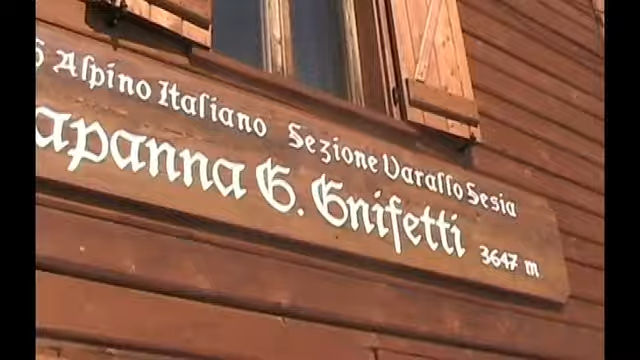 Alpino Italiano Sezione Varallo Sesia
apanna G. Gnifetti 3647 m